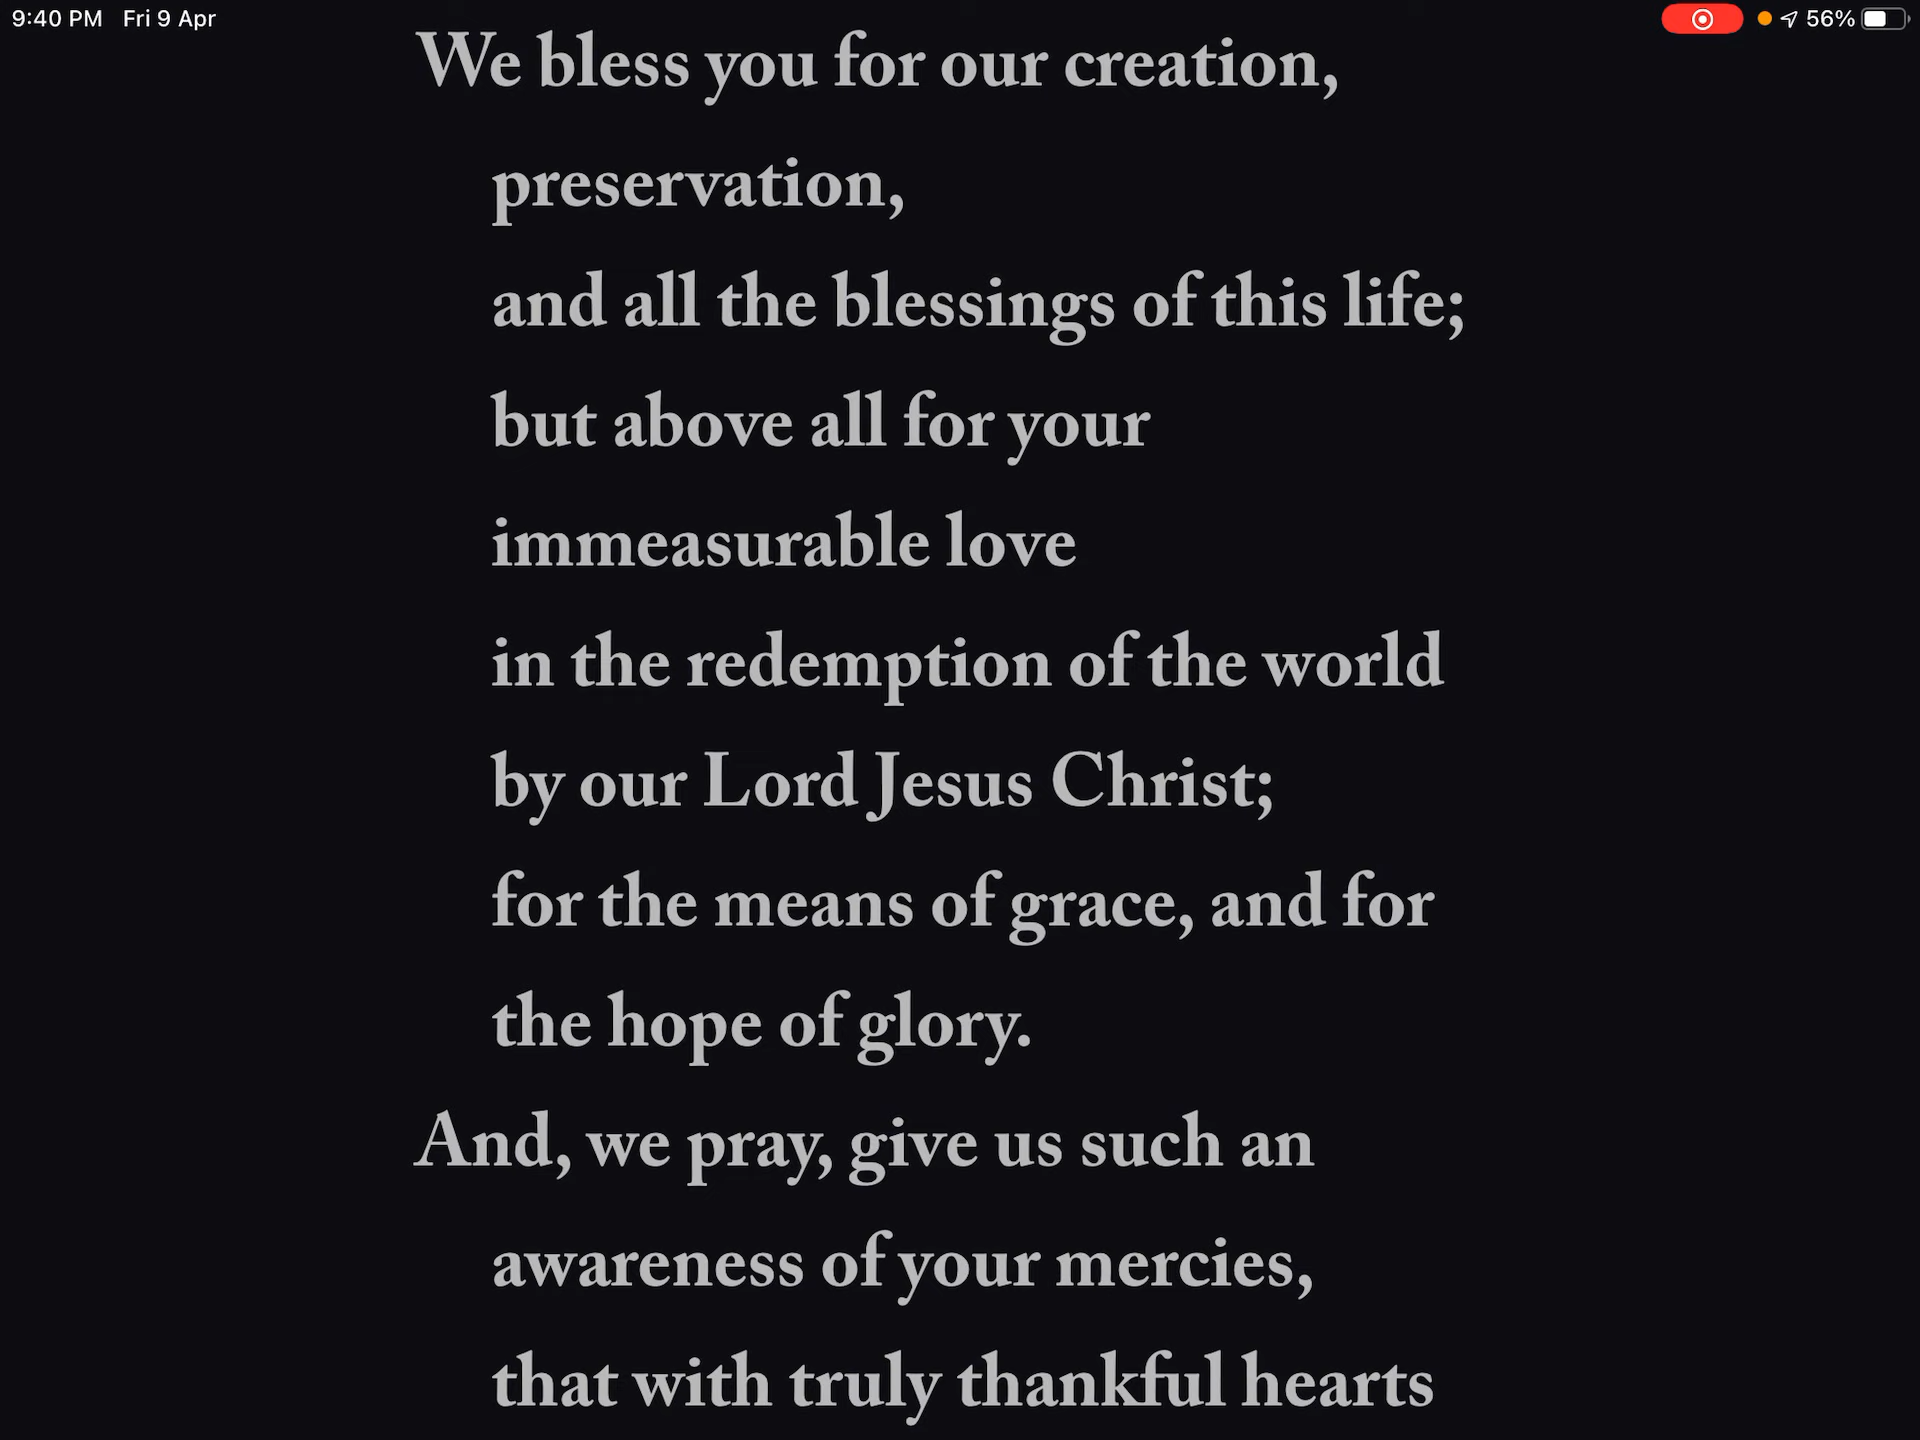 9:40 PM Fri 9 Apr 56%
We bless you for our creation,
preservation,
and all the blessings of this life;
but above all for your
immeasurable love
in the redemption of the world
by our Lord Jesus Christ;
for the means of grace, and for
the hope of glory.
And, we pray, give us such an
awareness of your mercies,
that with truly thankful hearts